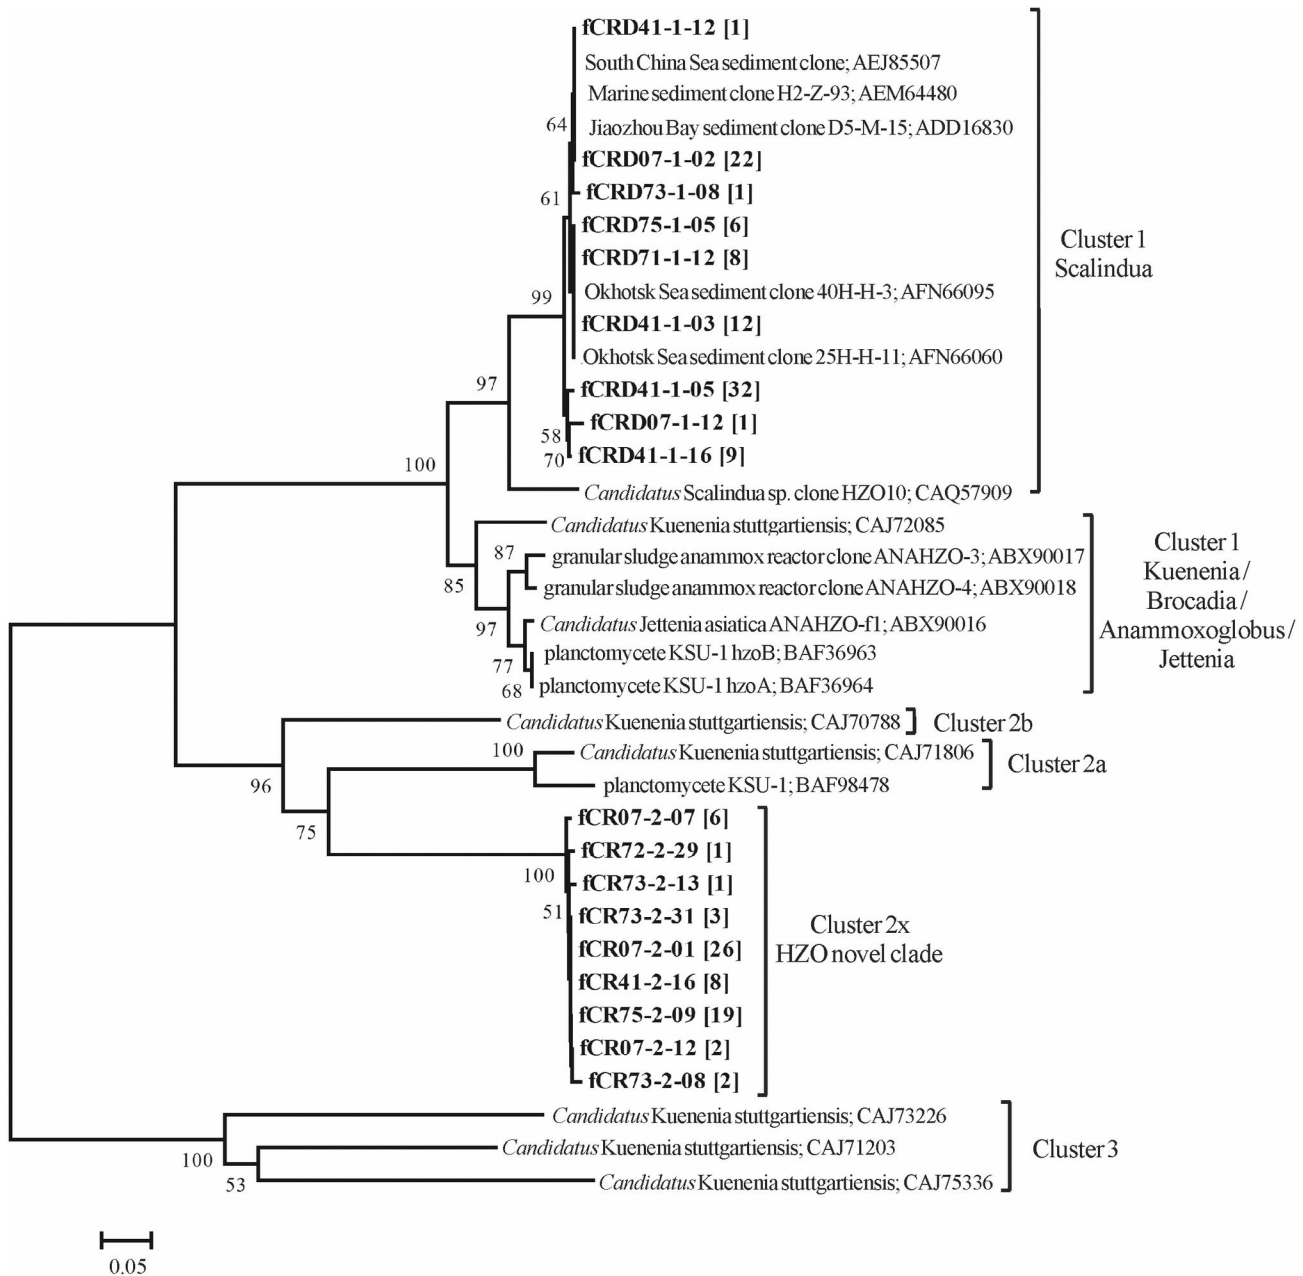 fCRD41-1-12 [1]
South China Sea sediment clone; AEJ85507
Marine sediment clone H2-Z-93; AEM64480
64
Jiaozhou Bay sediment clone D5-M-15; ADD16830
fCRD07-1-02 [22]
61
fCRD73-1-08 [1]
fCRD75-1-05 [6]
Cluster 1
Scalindua
fCRD71-1-12 [8]
99
Okhotsk Sea sediment clone 40H-H-3; AFN66095
fCRD41-1-03 [12]
Okhotsk Sea sediment clone 25H-H-11; AFN66060
97
fCRD41-1-05 [32]
fCRD07-1-12 [1]
58
70
fCRD41-1-16 [9]
100
Candidatus Scalindua sp. clone HZO10; CAQ57909
Candidatus Kuenenia stuttgartiensis; CAJ72085
87
granular sludge anammox reactor clone ANAHZO-3; ABX90017
85
granular sludge anammox reactor clone ANAHZO-4; ABX90018
Cluster 1
Kuenenia /
Brocadia /
Anammoxoglobus /
Jettenia
97
Candidatus Jettenia asiatica ANAHZO-f1; ABX90016
planctomycete KSU-1 hzoB; BAF36963
77
68
planctomycete KSU-1 hzoA; BAF36964
Candidatus Kuenenia stuttgartiensis; CAJ70788
Cluster 2b
100
Candidatus Kuenenia stuttgartiensis; CAJ71806
Cluster 2a
96
planctomycete KSU-1; BAF98478
75
fCR07-2-07 [6]
fCR72-2-29 [1]
100
fCR73-2-13 [1]
51
fCR73-2-31 [3]
Cluster 2x
HZO novel clade
fCR07-2-01 [26]
fCR41-2-16 [8]
fCR75-2-09 [19]
fCR07-2-12 [2]
fCR73-2-08 [2]
Candidatus Kuenenia stuttgartiensis; CAJ73226
100
Candidatus Kuenenia stuttgartiensis; CAJ71203
Cluster 3
53
Candidatus Kuenenia stuttgartiensis; CAJ75336
0.05